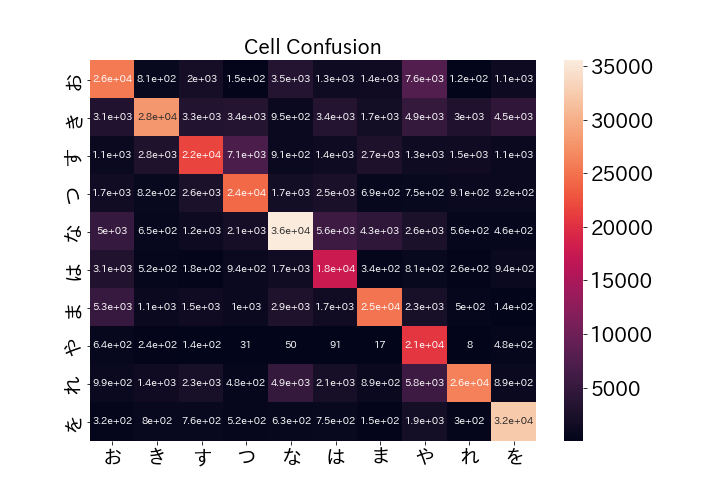 Cell Confusion
お 2.6e+04 8.1e+02 2e+03 1.5e+02 3.5e+03 1.3e+03 1.4e+03 7.6e+03 1.2e+02 1.1e+03
き 3.1e+03 2.8e+04 3.3e+03 3.4e+03 9.5e+02 3.4e+03 1.7e+03 4.9e+03 3e+03 4.5e+03
す 1.1e+03 2.8e+03 2.2e+04 7.1e+03 9.1e+02 1.4e+03 2.7e+03 1.3e+03 1.5e+03 1.1e+03
つ 1.7e+03 8.2e+02 2.6e+03 2.4e+04 1.7e+03 2.5e+03 6.9e+02 7.5e+02 9.1e+02 9.2e+02
な 5e+03 6.5e+02 1.2e+03 2.1e+03 3.6e+04 5.6e+03 4.3e+03 2.6e+03 5.6e+02 4.6e+02
は 3.1e+03 5.2e+02 1.8e+02 9.4e+02 1.7e+03 1.8e+04 3.4e+02 8.1e+02 2.6e+02 9.4e+02
ま 5.3e+03 1.1e+03 1.5e+03 1e+03 2.9e+03 1.7e+03 2.5e+04 2.3e+03 5e+02 1.4e+02
や 6.4e+02 2.4e+02 1.4e+02 31 50 91 17 2.1e+04 8 4.8e+02
れ 9.9e+02 1.4e+03 2.3e+03 4.8e+02 4.9e+03 2.1e+03 8.9e+02 5.8e+03 2.6e+04 8.9e+02
を 3.2e+02 8e+02 7.6e+02 5.2e+02 6.3e+02 7.5e+02 1.5e+02 1.9e+03 3e+02 3.2e+04
お き す つ な は ま や れ を
35000
30000
25000
20000
15000
10000
5000